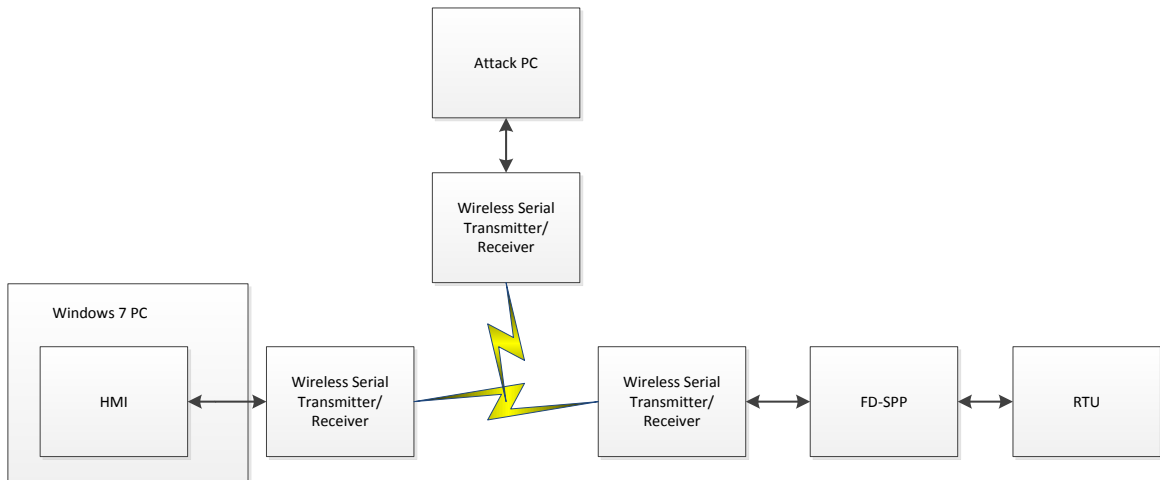 Attack PC
Wireless Serial
Transmitter/
Receiver
Windows 7 PC
HMI
Wireless Serial
Transmitter/
Receiver
Wireless Serial
Transmitter/
Receiver
FD-SPP
RTU